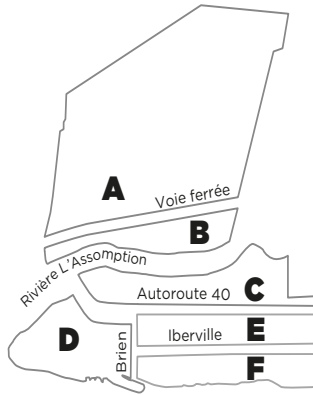 A
Voie ferrée
B
Rivière L'Assomption
Autoroute 40
C
D
Brien
Iberville
E
F